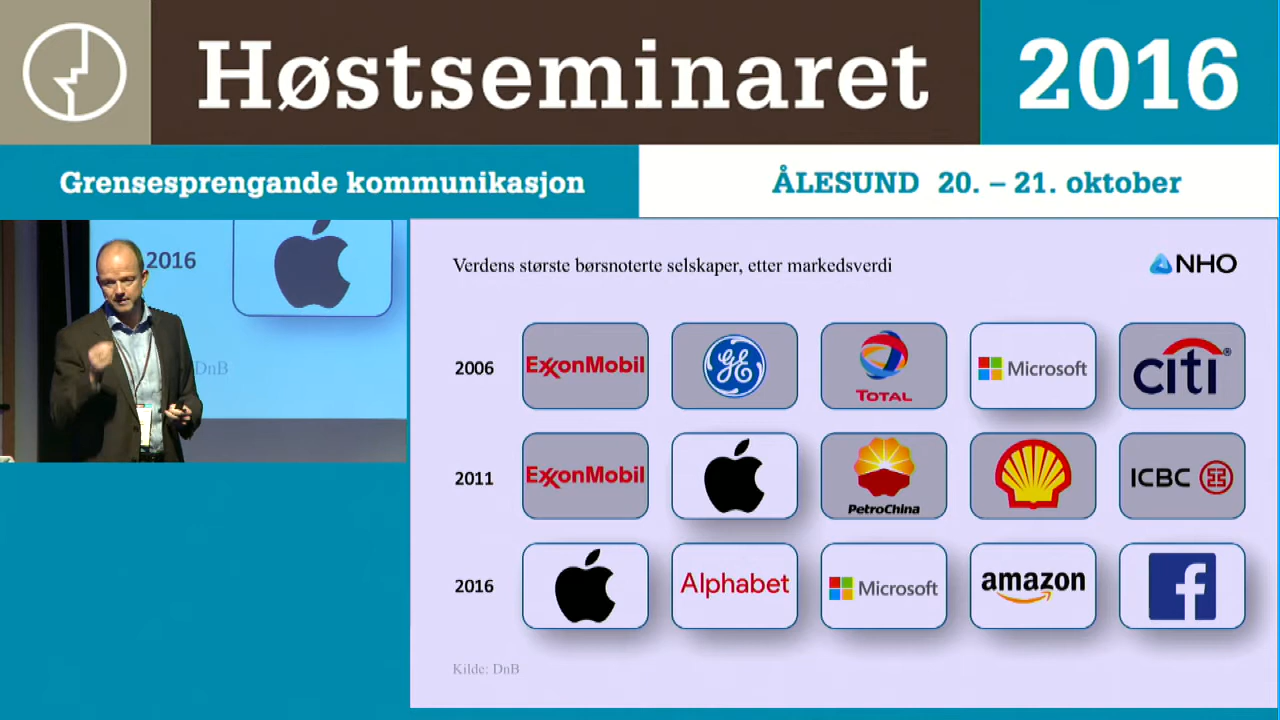 Høstseminaret
2016
Grensesprengande kommunikasjon
ÅLESUND 20. – 21. oktober
2016
DnB
Verdens største børsnoterte selskaper, etter markedsverdi
NHO
2006
ExxonMobil
GE
TOTAL
Microsoft
citi
2011
ExxonMobil
PetroChina
ICBC
2016
Alphabet
Microsoft
amazon
f
Kilde: DnB